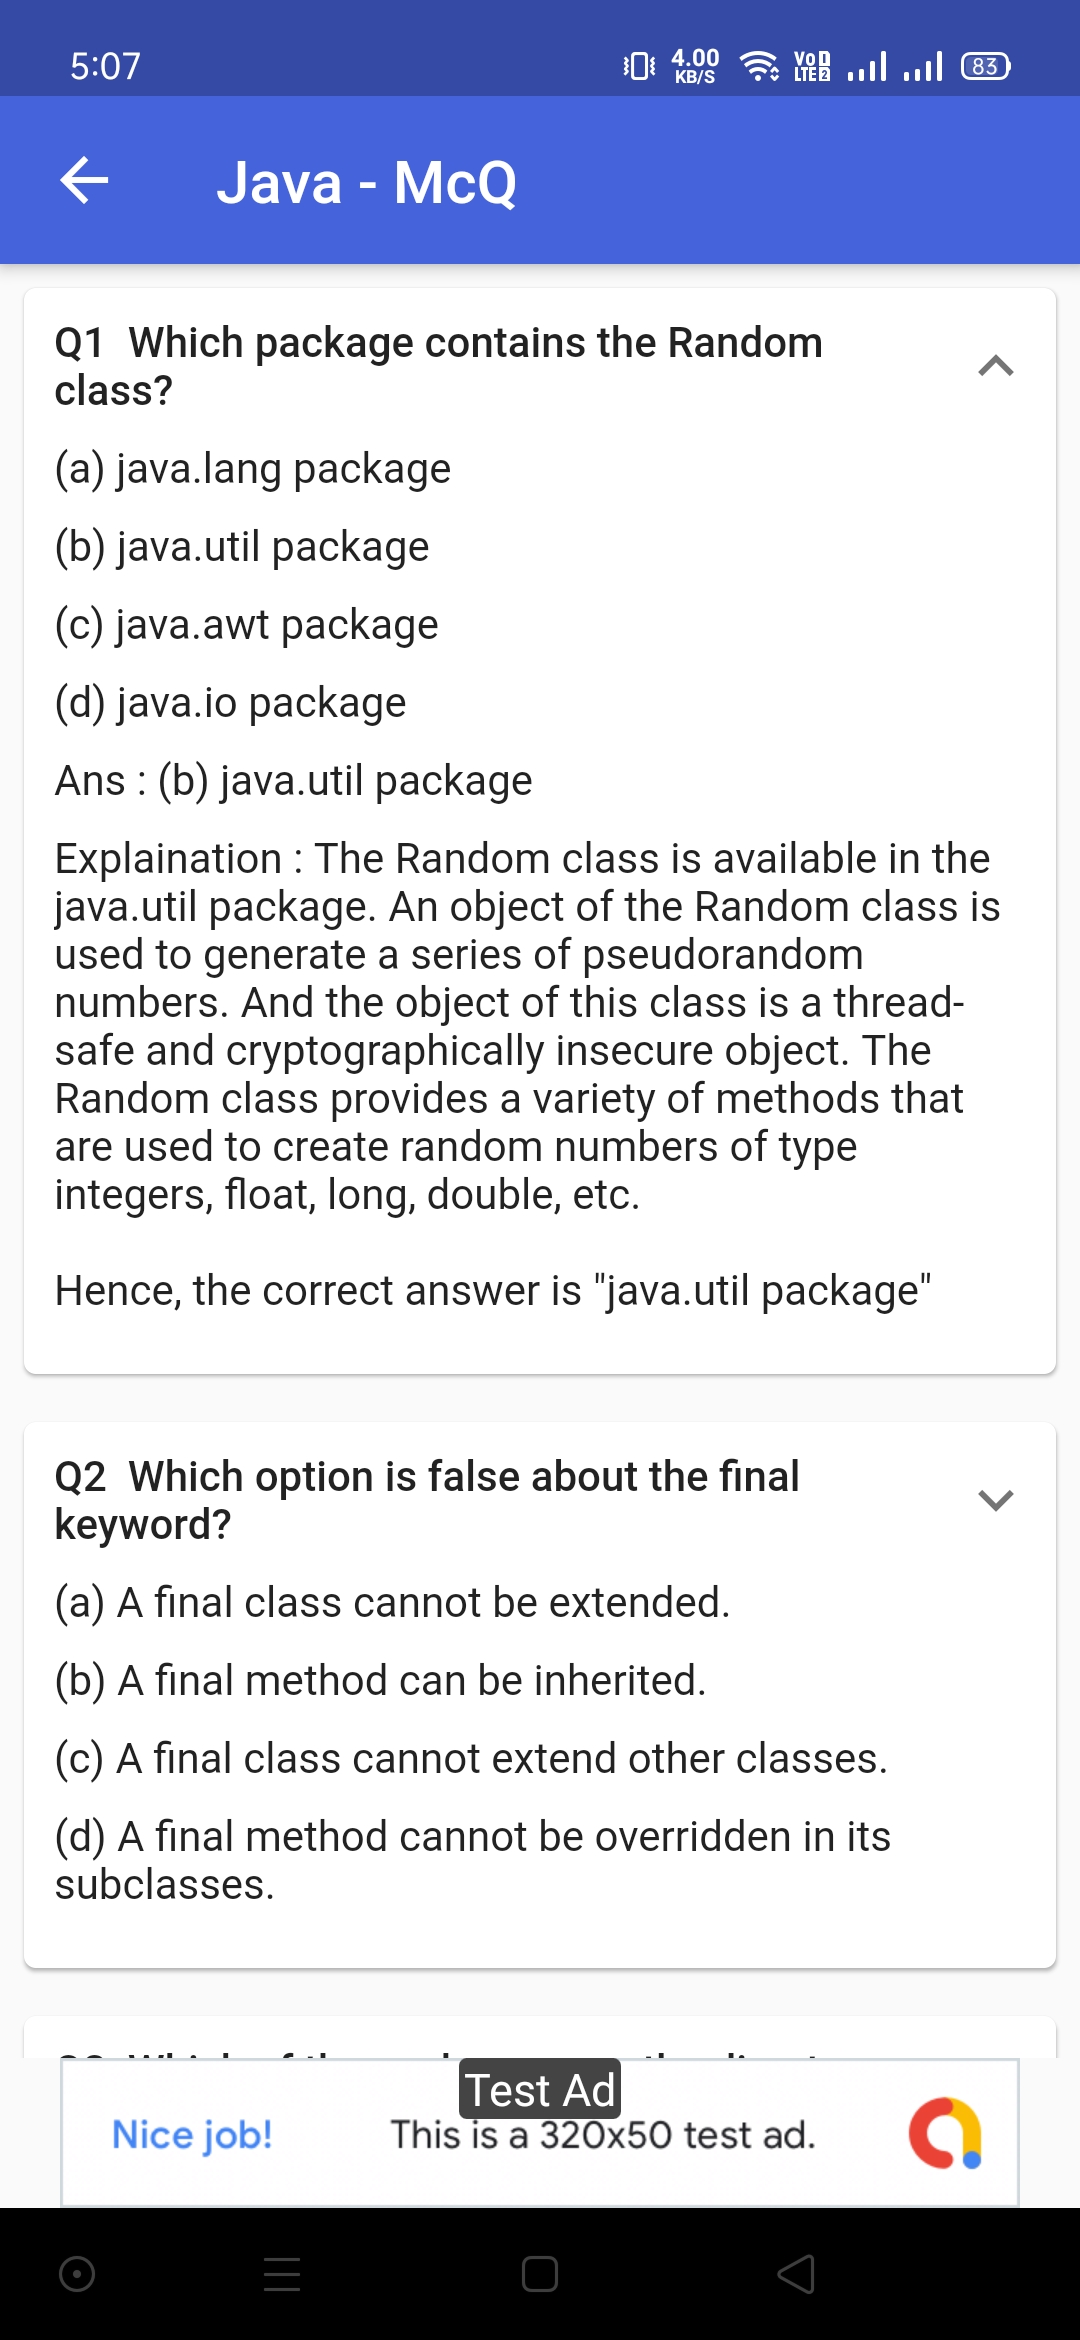 5:07
4.00
KB/S
Vo 1
LTE 2
83
Java - McQ
Q1 Which package contains the Random
class?
(a) java.lang package
(b) java.util package
(c) java.awt package
(d) java.io package
Ans : (b) java.util package
Explaination : The Random class is available in the
java.util package. An object of the Random class is
used to generate a series of pseudorandom
numbers. And the object of this class is a thread-
safe and cryptographically insecure object. The
Random class provides a variety of methods that
are used to create random numbers of type
integers, float, long, double, etc.
Hence, the correct answer is "java.util package"
Q2 Which option is false about the final
keyword?
(a) A final class cannot be extended.
(b) A final method can be inherited.
(c) A final class cannot extend other classes.
(d) A final method cannot be overridden in its
subclasses.
Test Ad
Nice job!
This is a 320x50 test ad.